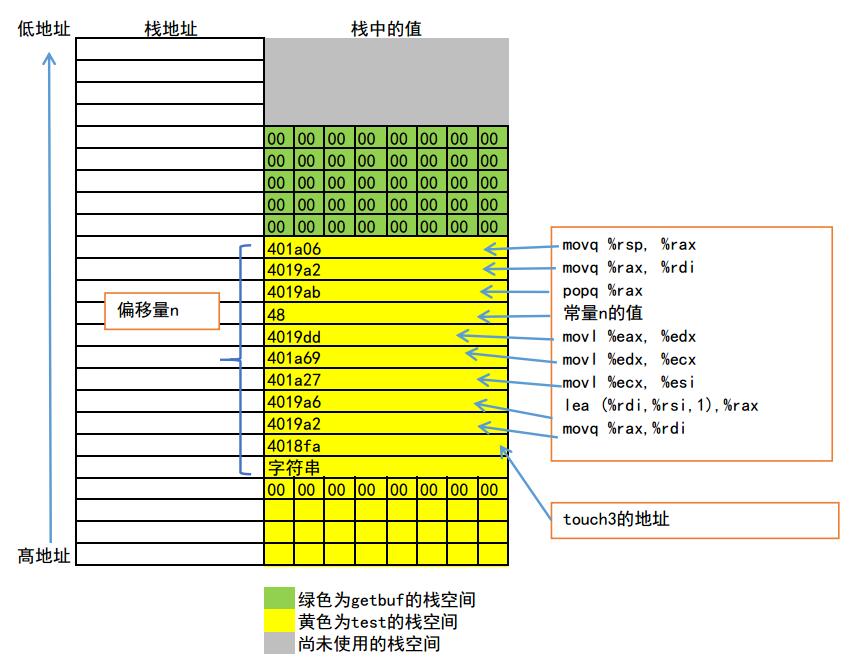 低地址 栈地址 栈中的值
00 00 00 00 00 00 00 00
00 00 00 00 00 00 00 00
00 00 00 00 00 00 00 00
00 00 00 00 00 00 00 00
00 00 00 00 00 00 00 00
401a06 movq %rsp, %rax
4019a2 movq %rax, %rdi
4019ab popq %rax
偏移量n
48 常量n的值
4019dd movl %eax, %edx
401a69 movl %edx, %ecx
401a27 movl %ecx, %esi
4019a6 lea (%rdi,%rsi,1),%rax
4019a2 movq %rax,%rdi
4018fa
字符串
00 00 00 00 00 00 00 00
touch3的地址
高地址
绿色为getbuf的栈空间
黄色为test的栈空间
尚未使用的栈空间